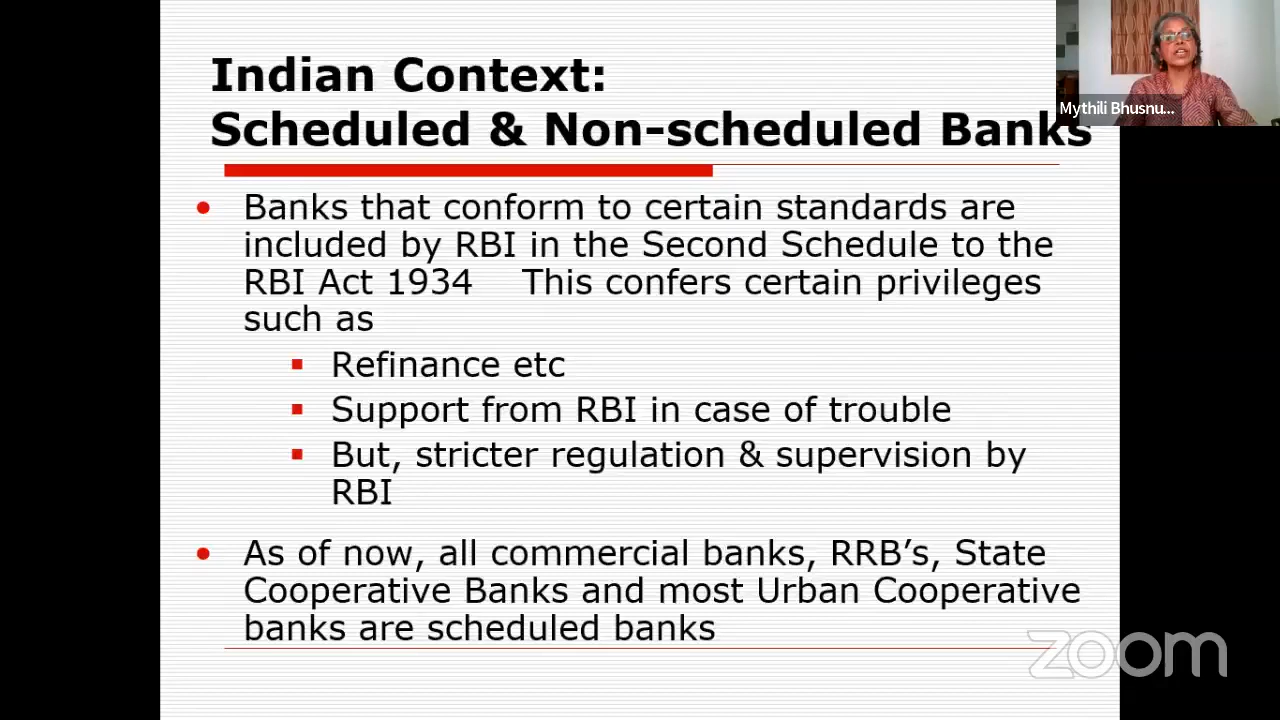 Indian Context:
Scheduled & Non-scheduled Banks
Mythili Bhusnu...
Banks that conform to certain standards are
included by RBI in the Second Schedule to the
RBI Act 1934 This confers certain privileges
such as
Refinance etc
Support from RBI in case of trouble
But, stricter regulation & supervision by
RBI
As of now, all commercial banks, RRB’s, State
Cooperative Banks and most Urban Cooperative
banks are scheduled banks
zoom